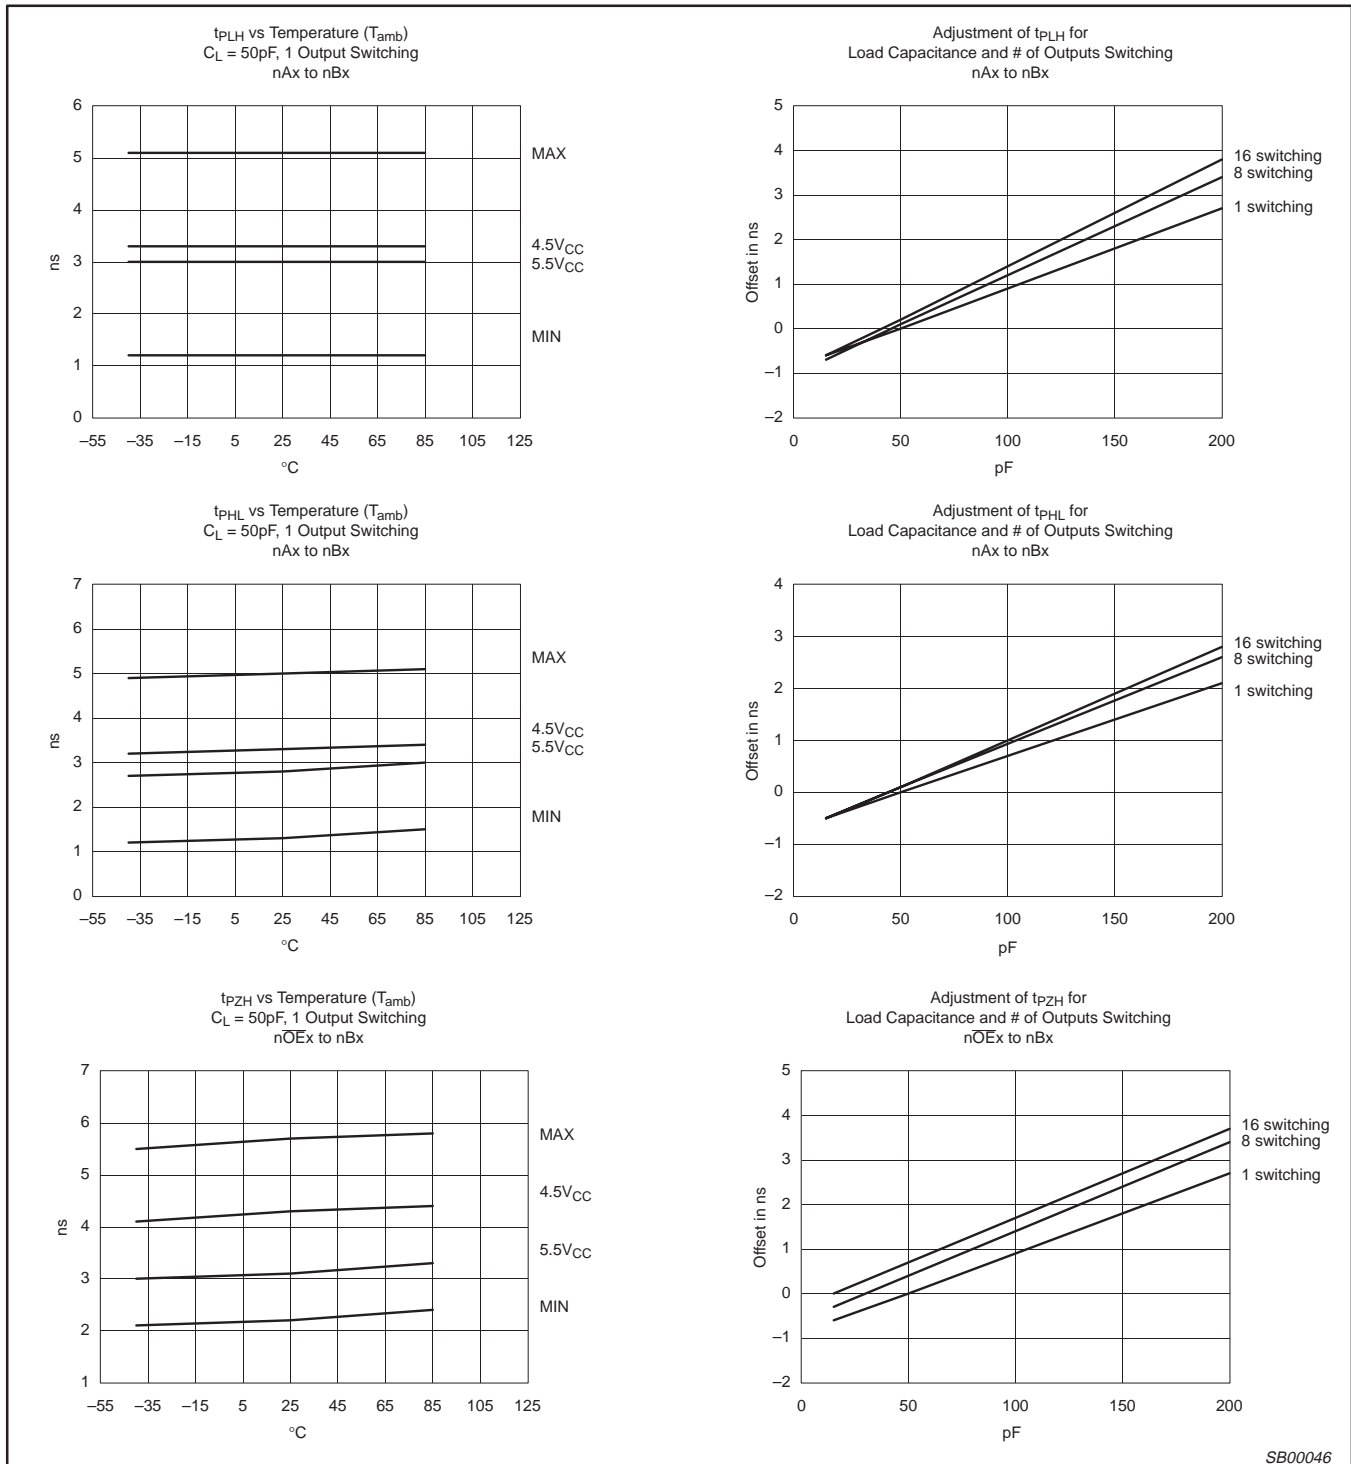 tPLH vs Temperature (Tamb)
CL = 50pF, 1 Output Switching
nAx to nBx
6
5
4
3
2
1
0
ns
MAX
4.5VCC
5.5VCC
MIN
–55 –35 –15 5 25 45 65 85 105 125
°C
Adjustment of tPLH for
Load Capacitance and # of Outputs Switching
nAx to nBx
5
4
3
2
1
0
–1
–2
Offset in ns
16 switching
8 switching
1 switching
0 50 100 150 200
pF
tPHL vs Temperature (Tamb)
CL = 50pF, 1 Output Switching
nAx to nBx
7
6
5
4
3
2
1
0
ns
MAX
4.5VCC
5.5VCC
MIN
–55 –35 –15 5 25 45 65 85 105 125
°C
Adjustment of tPHL for
Load Capacitance and # of Outputs Switching
nAx to nBx
4
3
2
1
0
–1
–2
Offset in ns
16 switching
8 switching
1 switching
0 50 100 150 200
pF
tPZH vs Temperature (Tamb)
CL = 50pF, 1 Output Switching
nO̅E̅x to nBx
7
6
5
4
3
2
1
ns
MAX
4.5VCC
5.5VCC
MIN
–55 –35 –15 5 25 45 65 85 105 125
°C
Adjustment of tPZH for
Load Capacitance and # of Outputs Switching
nO̅E̅x to nBx
5
4
3
2
1
0
–1
–2
Offset in ns
16 switching
8 switching
1 switching
0 50 100 150 200
pF
SB00046